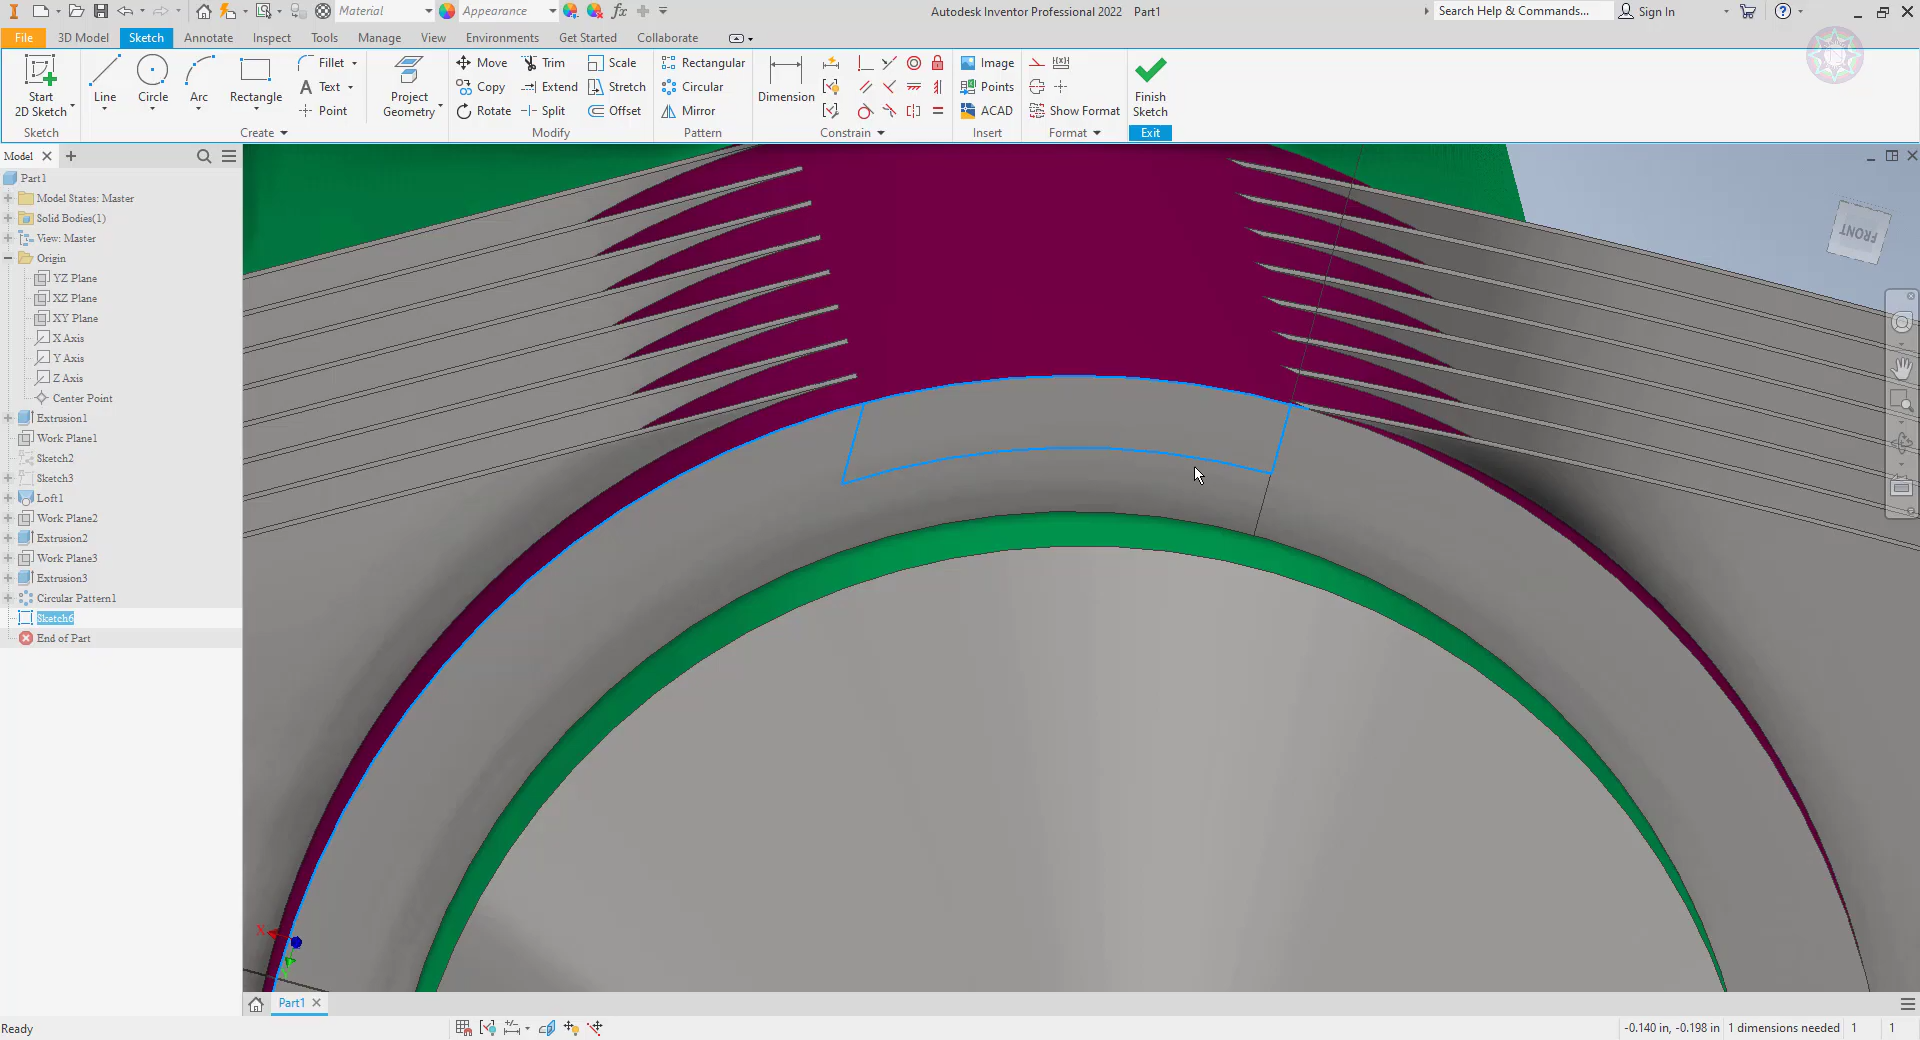 Material
Appearance
Autodesk Inventor Professional 2022 Part1
Search Help & Commands...
Sign In
File
3D Model
Sketch
Annotate
Inspect
Tools
Manage
View
Environments
Get Started
Collaborate
Start
2D Sketch
Line
Circle
Arc
Rectangle
Fillet
Text
Point
Project
Geometry
Move
Copy
Rotate
Trim
Extend
Split
Scale
Stretch
Offset
Rectangular
Circular
Mirror
Dimension
Image
Points
ACAD
Show Format
Finish
Sketch
Sketch
Create
Modify
Pattern
Constrain
Insert
Format
Exit
Model
Part1
Model States: Master
Solid Bodies(1)
View: Master
Origin
YZ Plane
XZ Plane
XY Plane
X Axis
Y Axis
Z Axis
Center Point
Extrusion1
Work Plane1
Sketch2
Sketch3
Loft1
Work Plane2
Extrusion2
Work Plane3
Extrusion3
Circular Pattern1
Sketch6
End of Part
FRONT
X
Y
Part1
Ready
-0.140 in, -0.198 in 1 dimensions needed 1 1